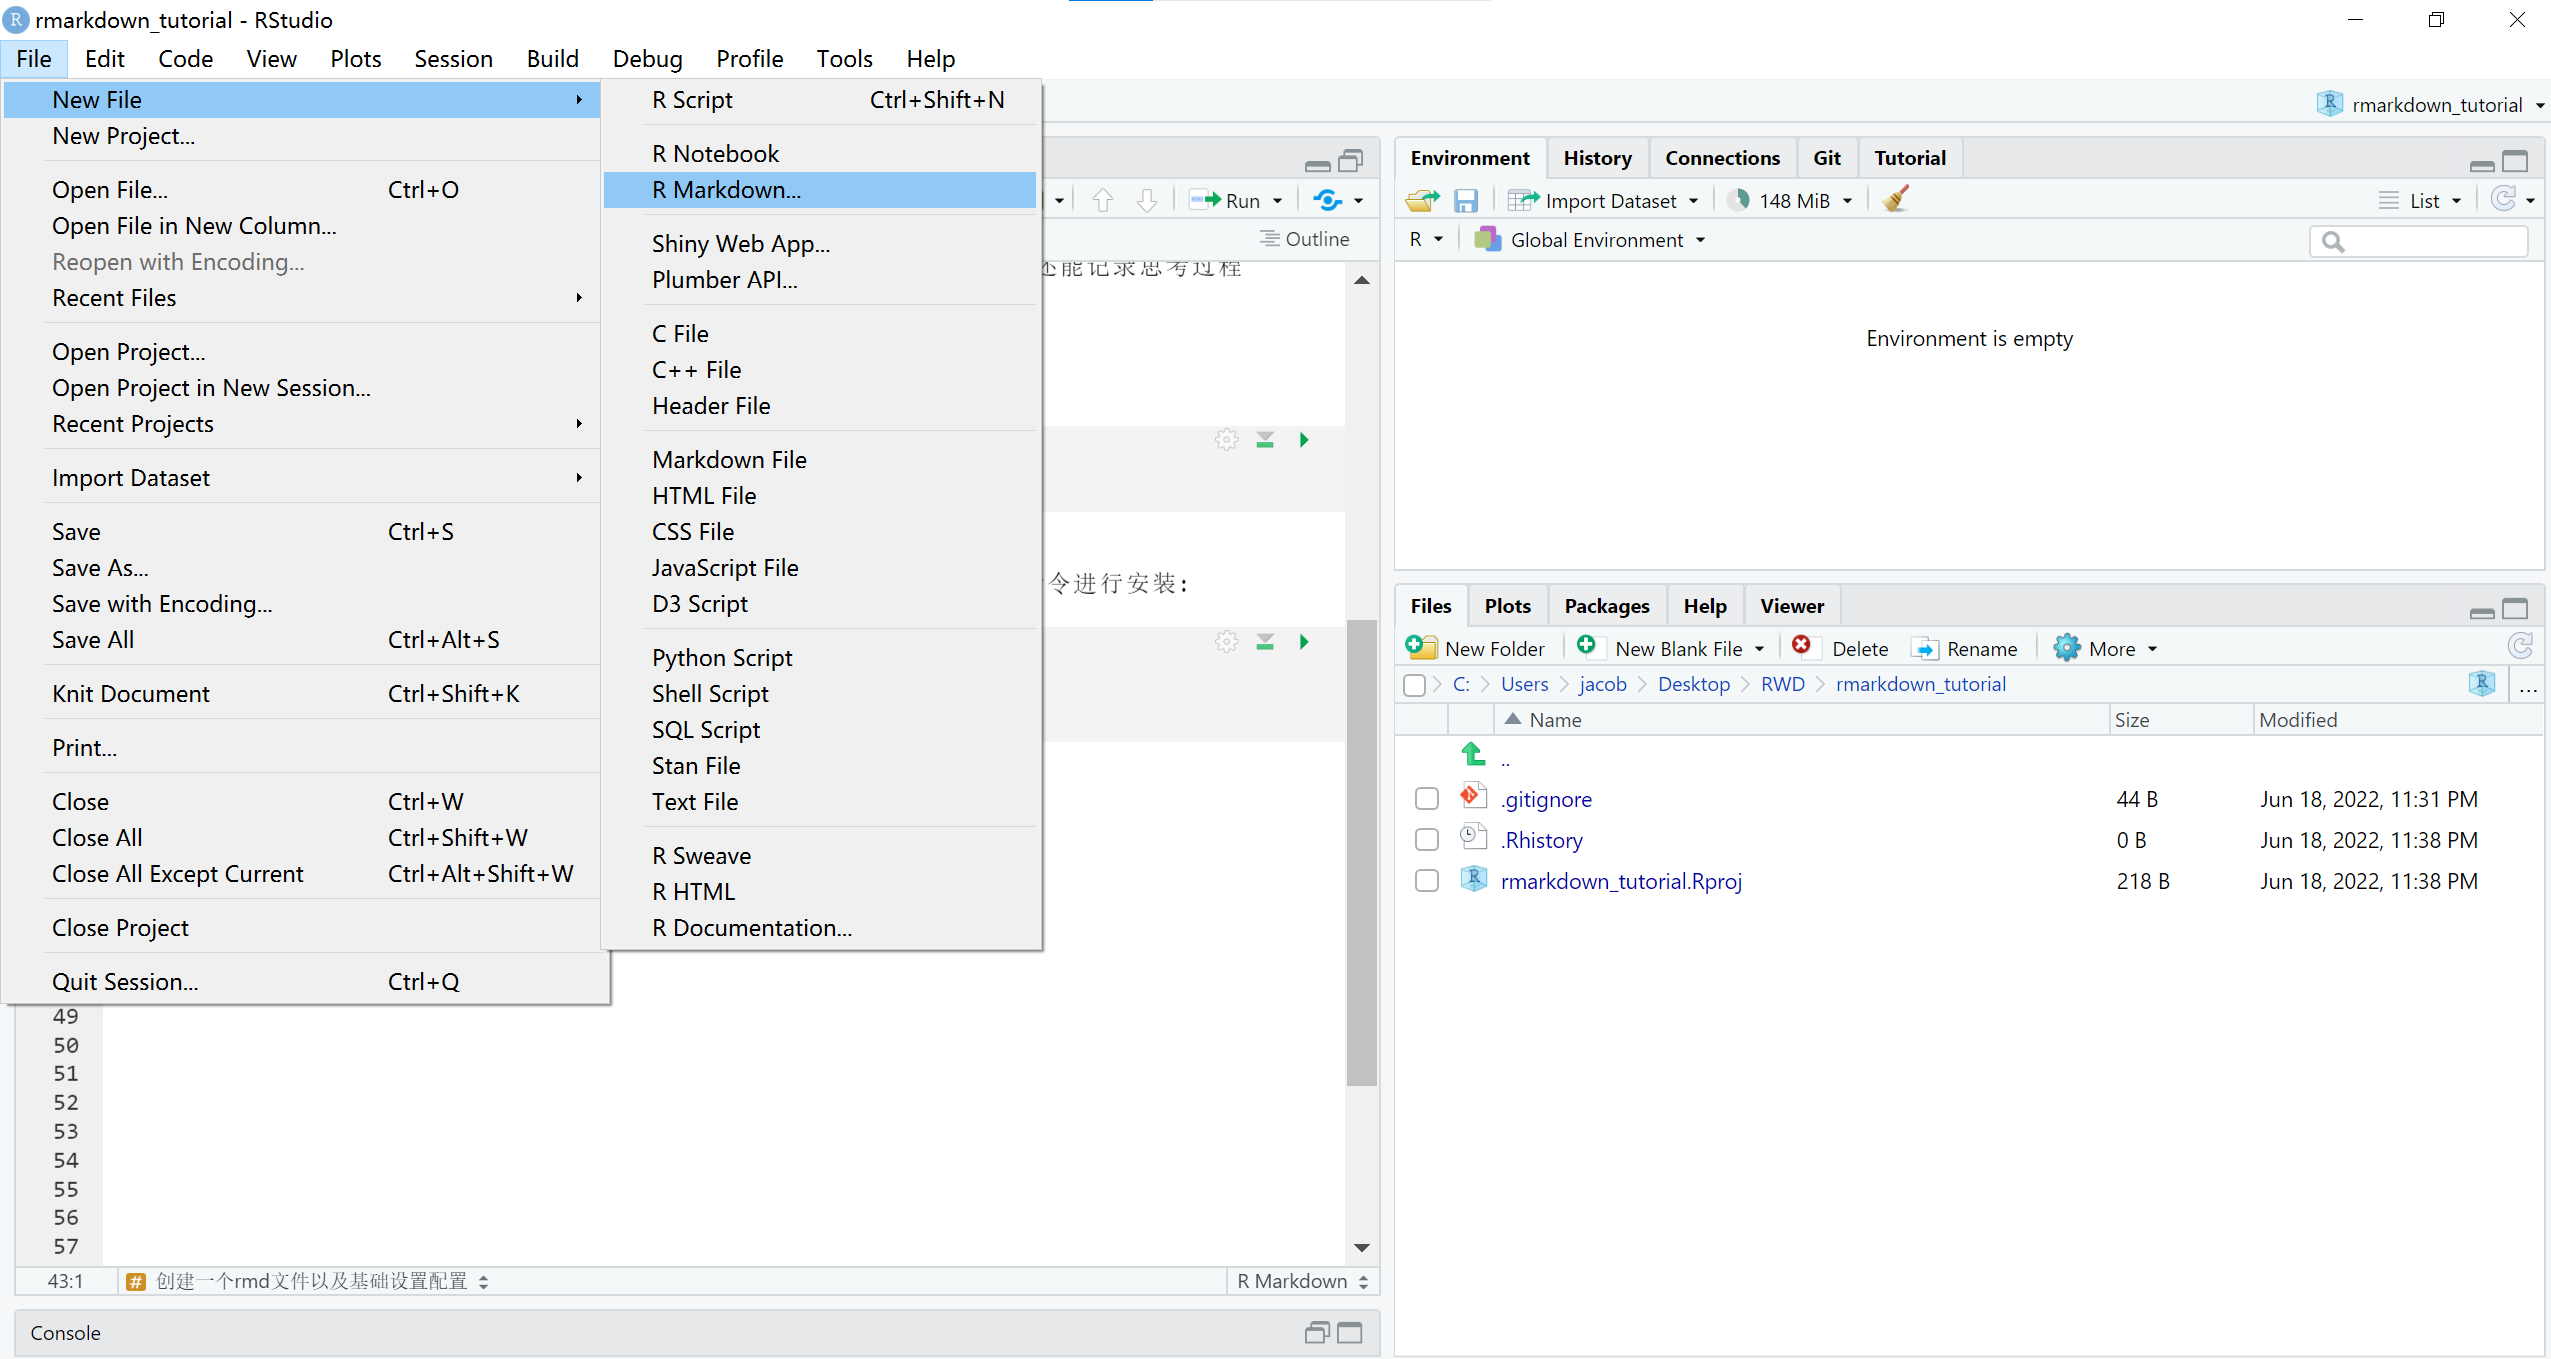 rmarkdown_tutorial - RStudio
File Edit Code View Plots Session Build Debug Profile Tools Help
New File
New Project...
Open File... Ctrl+O
Open File in New Column...
Reopen with Encoding...
Recent Files
Open Project...
Open Project in New Session...
Recent Projects
Import Dataset
Save Ctrl+S
Save As...
Save with Encoding...
Save All Ctrl+Alt+S
Knit Document Ctrl+Shift+K
Print...
Close Ctrl+W
Close All Ctrl+Shift+W
Close All Except Current Ctrl+Alt+Shift+W
Close Project
Quit Session... Ctrl+Q
R Script Ctrl+Shift+N
R Notebook
R Markdown...
Shiny Web App...
Plumber API...
C File
C++ File
Header File
Markdown File
HTML File
CSS File
JavaScript File
D3 Script
Python Script
Shell Script
SQL Script
Stan File
Text File
R Sweave
R HTML
R Documentation...
Run
Outline
还能记录思考过程
令进行安装：
49
50
51
52
53
54
55
56
57
43:1 # 创建一个rmd文件以及基础设置配置 R Markdown
Console
rmarkdown_tutorial
Environment History Connections Git Tutorial
Import Dataset 148 MiB List
R Global Environment
Environment is empty
Files Plots Packages Help Viewer
New Folder New Blank File Delete Rename More
C: Users jacob Desktop RWD rmarkdown_tutorial R ...
Name Size Modified
..
.gitignore 44 B Jun 18, 2022, 11:31 PM
.Rhistory 0 B Jun 18, 2022, 11:38 PM
rmarkdown_tutorial.Rproj 218 B Jun 18, 2022, 11:38 PM